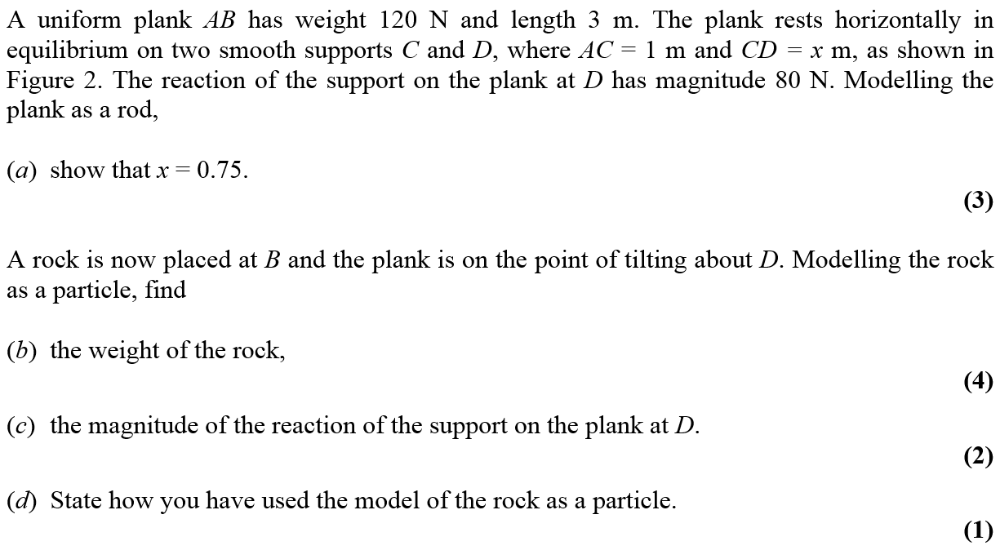 A uniform plank AB has weight 120 N and length 3 m. The plank rests horizontally in
equilibrium on two smooth supports C and D, where AC = 1 m and CD = x m, as shown in
Figure 2. The reaction of the support on the plank at D has magnitude 80 N. Modelling the
plank as a rod,
(a) show that x = 0.75.
(3)
A rock is now placed at B and the plank is on the point of tilting about D. Modelling the rock
as a particle, find
(b) the weight of the rock,
(4)
(c) the magnitude of the reaction of the support on the plank at D.
(2)
(d) State how you have used the model of the rock as a particle.
(1)